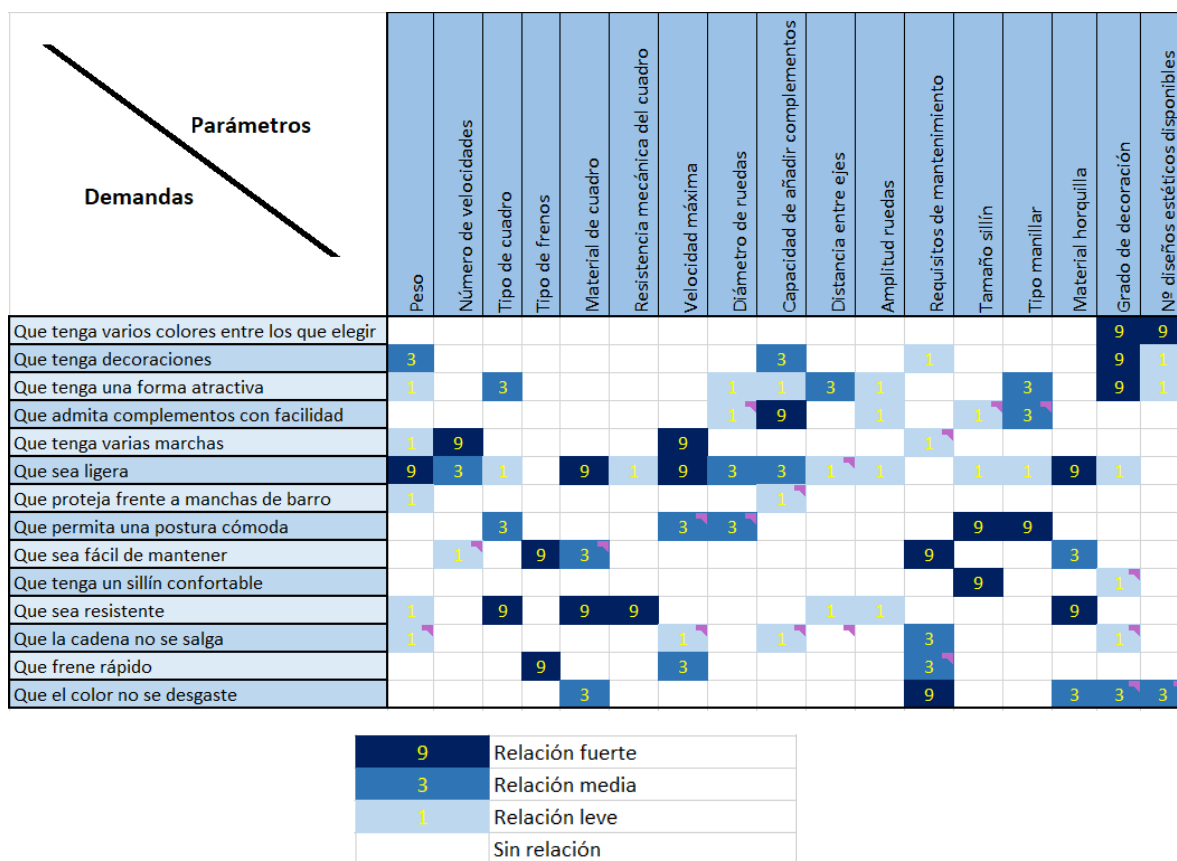 Parámetros
Demandas
Peso
Número de velocidades
Tipo de cuadro
Tipo de frenos
Material de cuadro
Resistencia mecánica del cuadro
Velocidad máxima
Diámetro de ruedas
Capacidad de añadir complementos
Distancia entre ejes
Amplitud ruedas
Requisitos de mantenimiento
Tamaño sillín
Tipo manillar
Material horquilla
Grado de decoración
Nº diseños estéticos disponibles
Que tenga varios colores entre los que elegir 9 9
Que tenga decoraciones 3 3 1 9 1
Que tenga una forma atractiva 1 3 1 1 3 1 3 9 1
Que admita complementos con facilidad 1 9 1 1 3
Que tenga varias marchas 1 9 9 1
Que sea ligera 9 3 1 9 1 9 3 3 1 1 1 1 9 1
Que proteja frente a manchas de barro 1 1
Que permita una postura cómoda 3 3 3 9 9
Que sea fácil de mantener 1 9 3 9 3
Que tenga un sillín confortable 9 1
Que sea resistente 1 9 9 9 1 1 9
Que la cadena no se salga 1 1 1 1 3 1
Que frene rápido 9 3 3
Que el color no se desgaste 3 9 3 3 3
9 Relación fuerte
3 Relación media
1 Relación leve
Sin relación